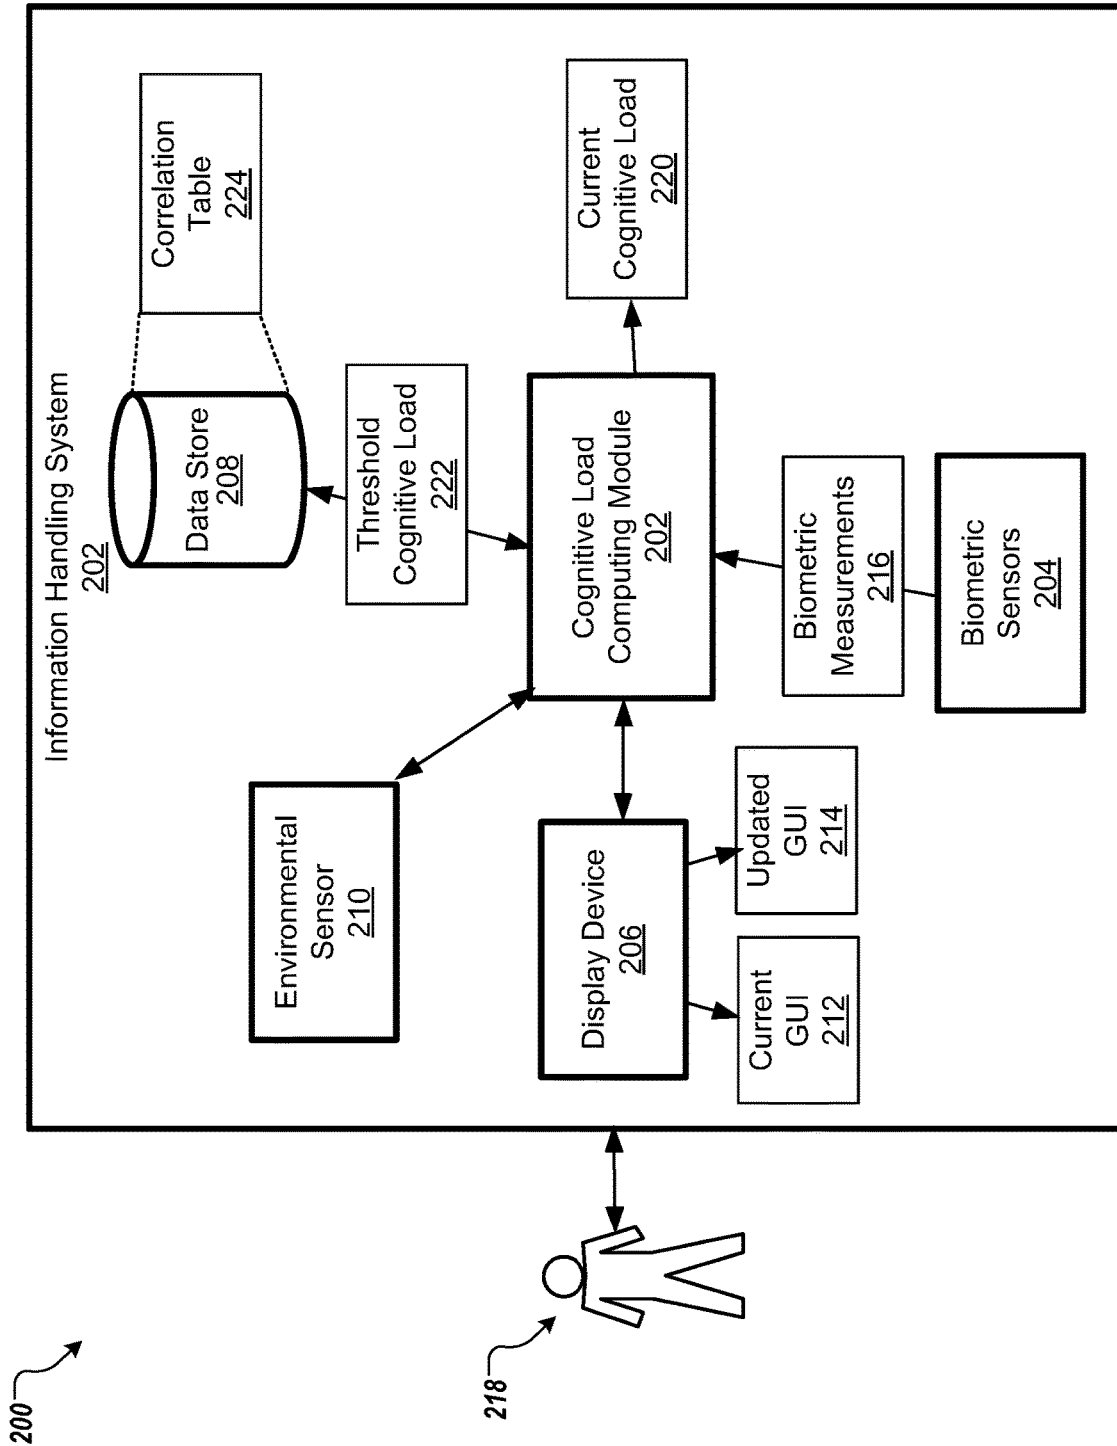 200
Information Handling System
202
Data Store
208
Correlation
Table
224
Threshold
Cognitive Load
222
Environmental
Sensor
210
Cognitive Load
Computing Module
202
Current
Cognitive Load
220
218
Display Device
206
Current
GUI
212
Updated
GUI
214
Biometric
Measurements
216
Biometric
Sensors
204